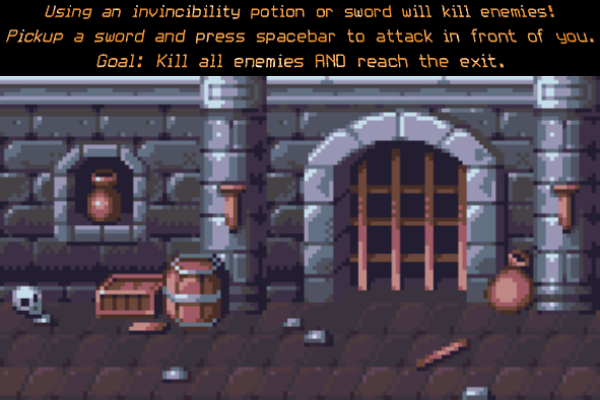 Using an invincibility potion or sword will kill enemies!
Pickup a sword and press spacebar to attack in front of you.
Goal: Kill all enemies AND reach the exit.